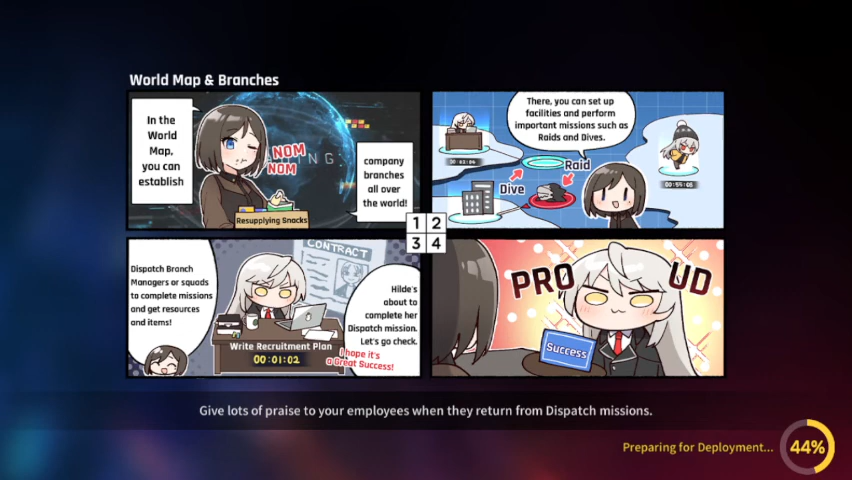 World Map & Branches
In the
World
Map,
you can
establish
NOM
NOM
NG
company
branches
all over
the world!
Resupplying Snacks
There, you can set up
facilities and perform
important missions such as
Raids and Dives.
Raid
Dive
1 2
3 4
Dispatch Branch
Managers or squads
to complete missions
and get resources
and items!
CONTRACT
Hilde's
about to
complete her
Dispatch mission.
Let's go check.
Write Recruitment Plan
00:01:02
I hope it's
a Great Success!
PRO UD
Success
Give lots of praise to your employees when they return from Dispatch missions.
Preparing for Deployment...
44%